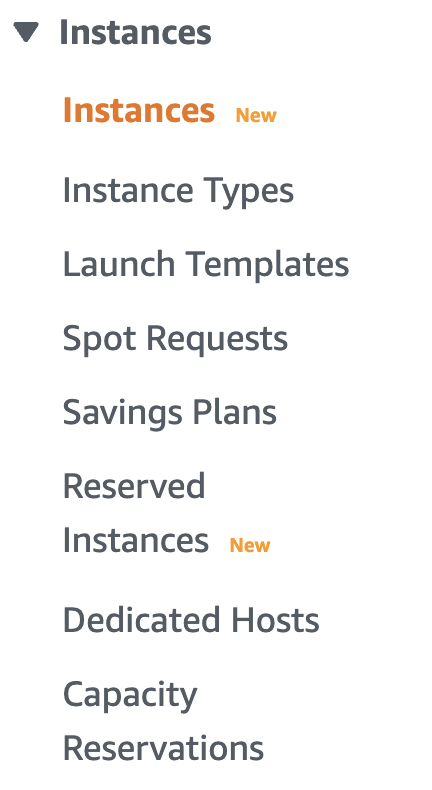 Instances
Instances New
Instance Types
Launch Templates
Spot Requests
Savings Plans
Reserved
Instances New
Dedicated Hosts
Capacity
Reservations